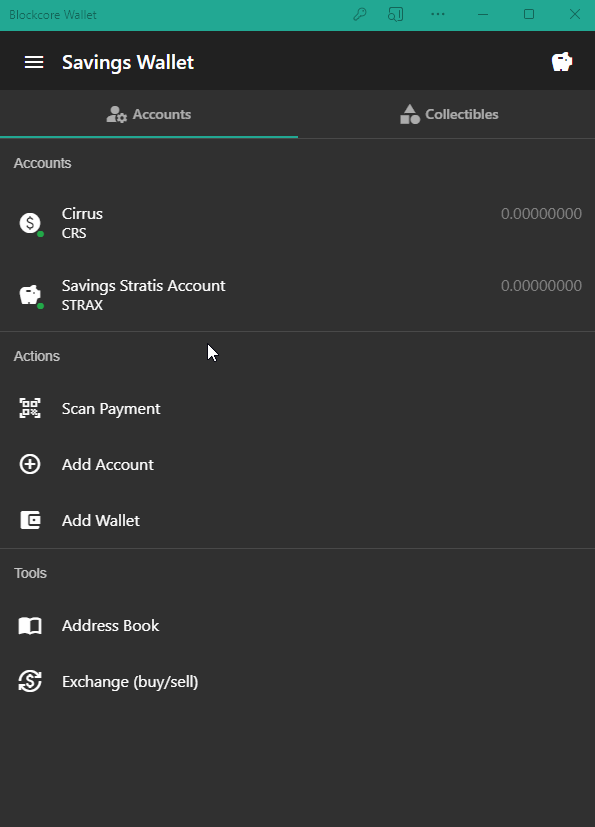 Blockcore Wallet
Savings Wallet
Accounts
Collectibles
Accounts
Cirrus
0.00000000
CRS
Savings Stratis Account
0.00000000
STRAX
Actions
Scan Payment
Add Account
Add Wallet
Tools
Address Book
Exchange (buy/sell)